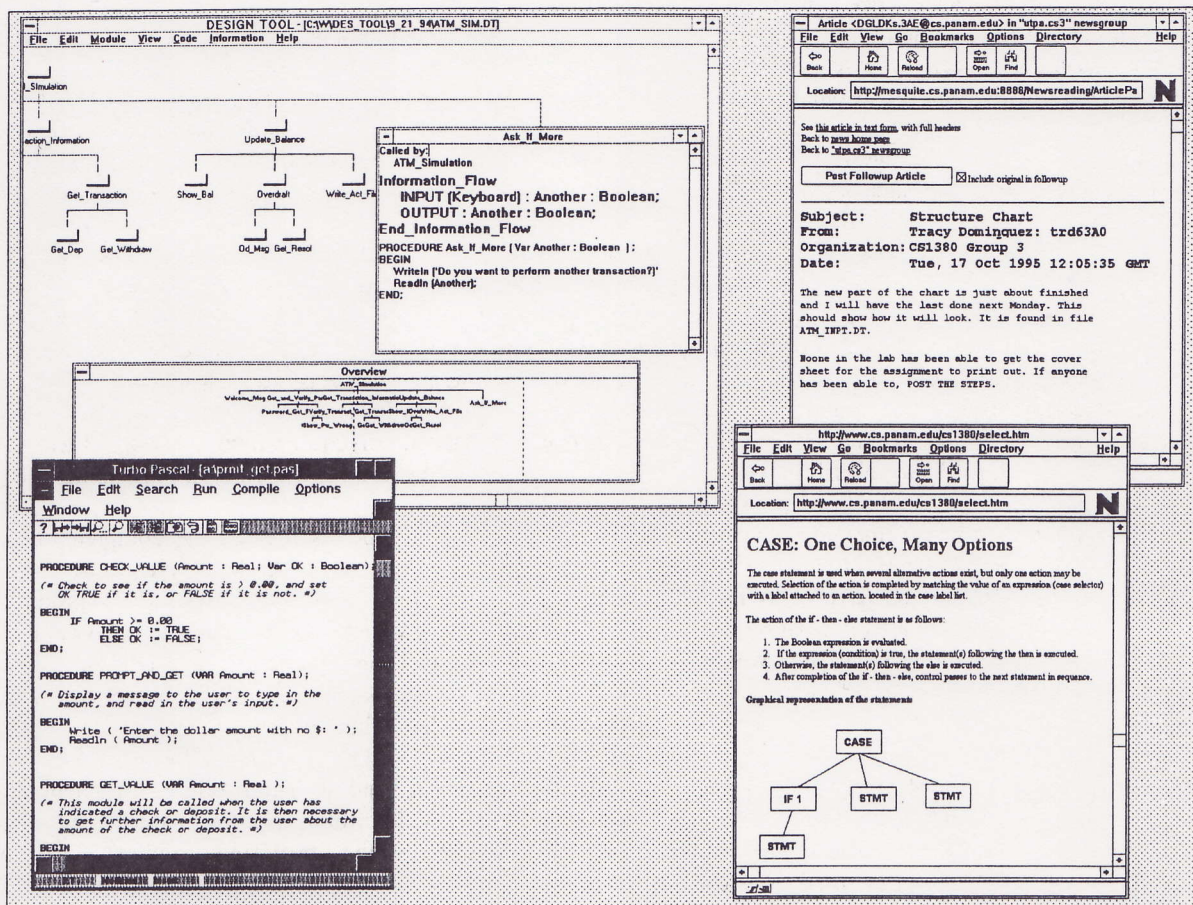 DESIGN TOOL - [C:\W\DES_TOOL\9_21_94\ATM_SIM.DT]
File Edit Module View Code Information Help
l_Simulation
action_Information
Update_Balance
Get_Transaction
Show_Bal
Overdraft
Write_Act_Fil
Get_Dep
Get_Withdraw
Od_Msg
Get_Resol
Ask_If_More
Called by:
ATM_Simulation
Information_Flow
INPUT (Keyboard) : Another : Boolean;
OUTPUT : Another : Boolean;
End_Information_Flow
PROCEDURE Ask_If_More ( Var Another : Boolean ) ;
BEGIN
Writeln ('Do you want to perform another transaction?)'
Readln (Another);
END;
Overview
ATM_Simulation
Ask_If_More
Turbo Pascal - [a:\prmt_get.pas]
File Edit Search Run Compile Options
Window Help
PROCEDURE CHECK_VALUE (Amount : Real; Var OK : Boolean);
(* Check to see if the amount is > 0.00, and set
OK TRUE if it is, or FALSE if it is not. *)
BEGIN
IF Amount >= 0.00
THEN OK := TRUE
ELSE OK := FALSE;
END;
PROCEDURE PROMPT_AND_GET (VAR Amount : Real);
(* Display a message to the user to type in the
amount, and read in the user's input. *)
BEGIN
Write ( 'Enter the dollar amount with no $: ' );
Readln ( Amount );
END;
PROCEDURE GET_VALUE (VAR Amount : Real );
(* This module will be called when the user has
indicated a check or deposit. It is then necessary
to get further information from the user about the
amount of the check or deposit. *)
BEGIN
Article <DGLDKs.3AE@cs.panam.edu> in "utpa.cs3" newsgroup
File Edit View Go Bookmarks Options Directory Help
Back Home Reload Open Find
Location: http://mesquite.cs.panam.edu:8888/Newsreading/ArticlePa
N
See this article in text form, with full headers
Back to news home page
Back to "utpa.cs3" newsgroup
Post Followup Article Include original in followup
Subject: Structure Chart
From: Tracy Dominquez: trd63A0
Organization: CS1380 Group 3
Date: Tue, 17 Oct 1995 12:05:35 GMT
The new part of the chart is just about finished
and I will have the last done next Monday. This
should show how it will look. It is found in file
ATM_INPT.DT.
Noone in the lab has been able to get the cover
sheet for the assignment to print out. If anyone
has been able to, POST THE STEPS.
http://www.cs.panam.edu/cs1380/select.htm
File Edit View Go Bookmarks Options Directory Help
Back Home Reload Open Find
Location: http://www.cs.panam.edu/cs1380/select.htm
N
CASE: One Choice, Many Options
The case statement is used when several alternative actions exist, but only one action may be
executed. Selection of the action is completed by matching the value of an expression (case selector)
with a label attached to an action, located in the case label list.
The action of the if - then - else statement is as follows:
1. The Boolean expression is evaluated.
2. If the expression (condition) is true, the statement(s) following the then is executed.
3. Otherwise, the statement(s) following the else is executed.
4. After completion of the if - then - else, control passes to the next statement in sequence.
Graphical representation of the statements
CASE
IF 1 STMT STMT
STMT